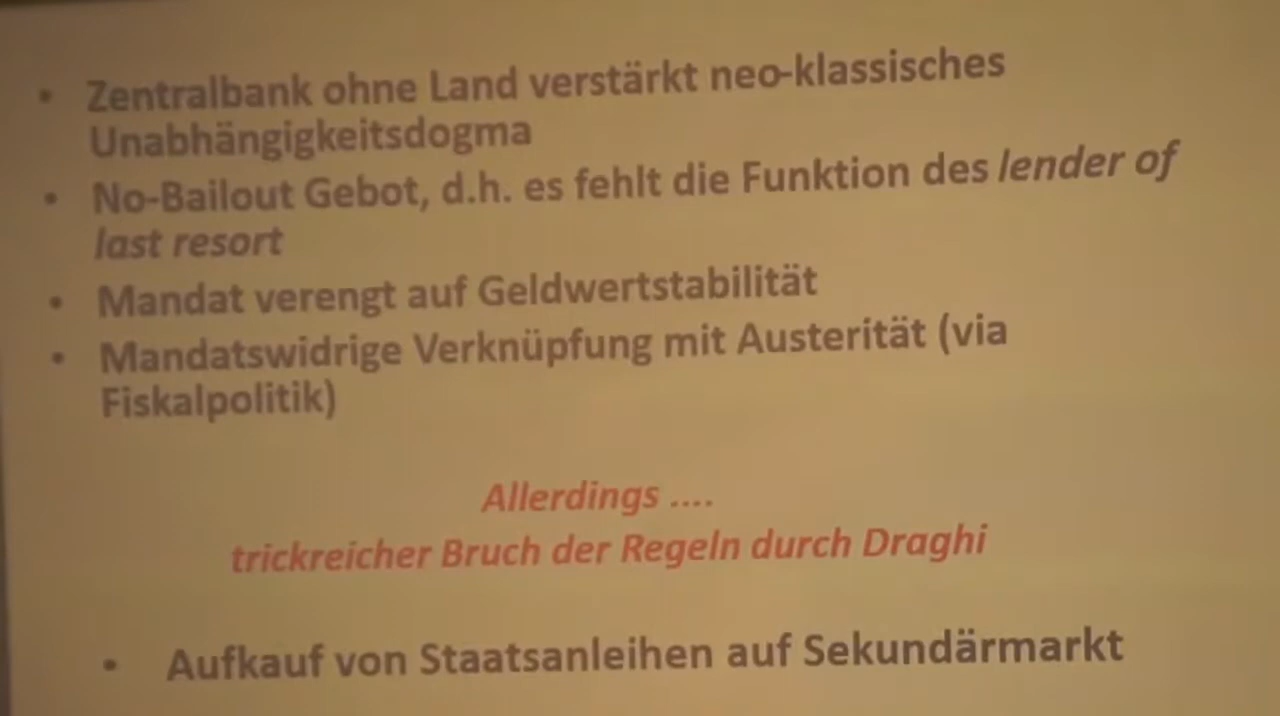 • Zentralbank ohne Land verstärkt neo-klassisches
Unabhängigkeitsdogma
• No-Bailout Gebot, d.h. es fehlt die Funktion des lender of
last resort
• Mandat verengt auf Geldwertstabilität
• Mandatswidrige Verknüpfung mit Austerität (via
Fiskalpolitik)
Allerdings ....
trickreicher Bruch der Regeln durch Draghi
• Aufkauf von Staatsanleihen auf Sekundärmarkt